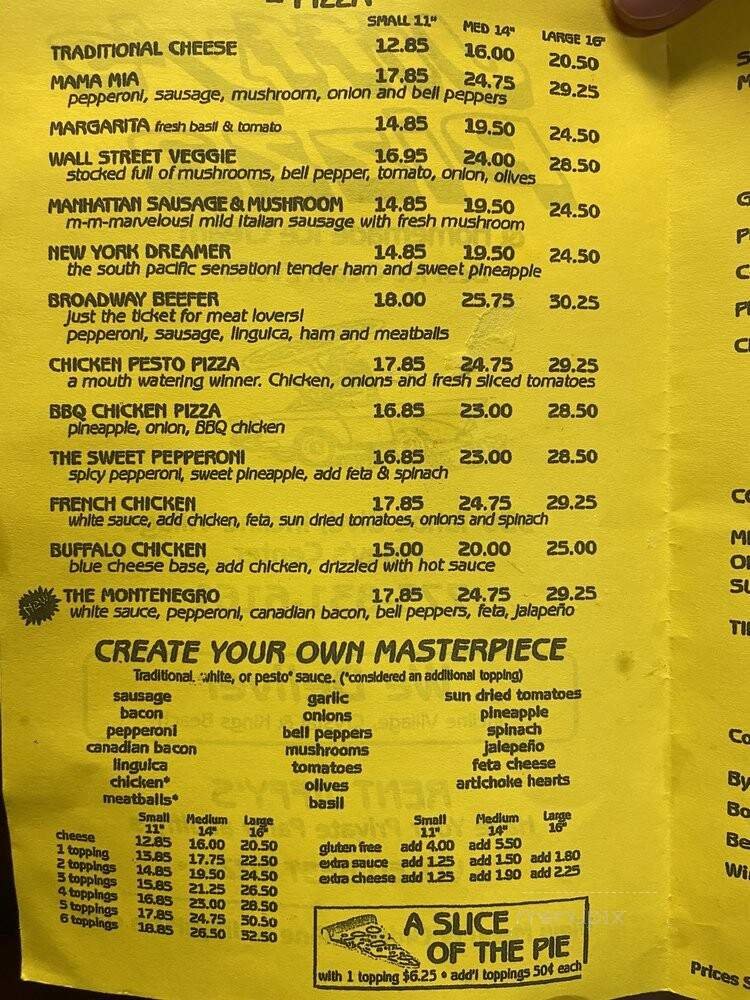 PIZZA
SMALL 11" MED 14" LARGE 16"
TRADITIONAL CHEESE 12.85 16.00 20.50
MAMA MIA 17.85 24.75 29.25
pepperoni, sausage, mushroom, onion and bell peppers
MARGARITA fresh basil & tomato 14.85 19.50 24.50
WALL STREET VEGGIE 16.95 24.00 28.50
stocked full of mushrooms, bell pepper, tomato, onion, olives
MANHATTAN SAUSAGE & MUSHROOM 14.85 19.50 24.50
m-m-marvelous! mild Italian sausage with fresh mushroom
NEW YORK DREAMER 14.85 19.50 24.50
the south pacific sensation! tender ham and sweet pineapple
BROADWAY BEEFER 18.00 25.75 30.25
just the ticket for meat lovers!
pepperoni, sausage, linguica, ham and meatballs
CHICKEN PESTO PIZZA 17.85 24.75 29.25
a mouth watering winner. Chicken, onions and fresh sliced tomatoes
BBQ CHICKEN PIZZA 16.85 23.00 28.50
pineapple, onion, BBQ chicken
THE SWEET PEPPERONI 16.85 23.00 28.50
spicy pepperoni, sweet pineapple, add feta & spinach
FRENCH CHICKEN 17.85 24.75 29.25
white sauce, add chicken, feta, sun dried tomatoes, onions and spinach
BUFFALO CHICKEN 15.00 20.00 25.00
blue cheese base, add chicken, drizzled with hot sauce
NEW THE MONTENEGRO 17.85 24.75 29.25
white sauce, pepperoni, canadian bacon, bell peppers, feta, jalapeño
CREATE YOUR OWN MASTERPIECE
Traditional, white, or pesto* sauce. (*considered an additional topping)
sausage garlic sun dried tomatoes
bacon onions pineapple
pepperoni bell peppers spinach
canadian bacon mushrooms jalepeño
linguica tomatoes feta cheese
chicken* olives artichoke hearts
meatballs* basil
Small Medium Large
11" 14" 16"
cheese 12.85 16.00 20.50
1 topping 13.85 17.75 22.50
2 toppings 14.85 19.50 24.50
3 toppings 15.85 21.25 26.50
4 toppings 16.85 23.00 28.50
5 toppings 17.85 24.75 30.50
6 toppings 18.85 26.50 32.50
Small Medium Large
11" 14" 16"
gluten free add 4.00 add 5.50
extra sauce add 1.25 add 1.50 add 1.80
extra cheese add 1.25 add 1.90 add 2.25
A SLICE
OF THE PIE
with 1 topping $6.25 • add'l toppings 50¢ each
Prices